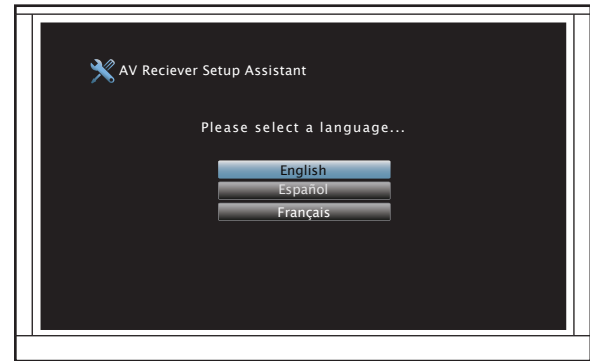 AV Reciever Setup Assistant
Please select a language...
English
Español
Français